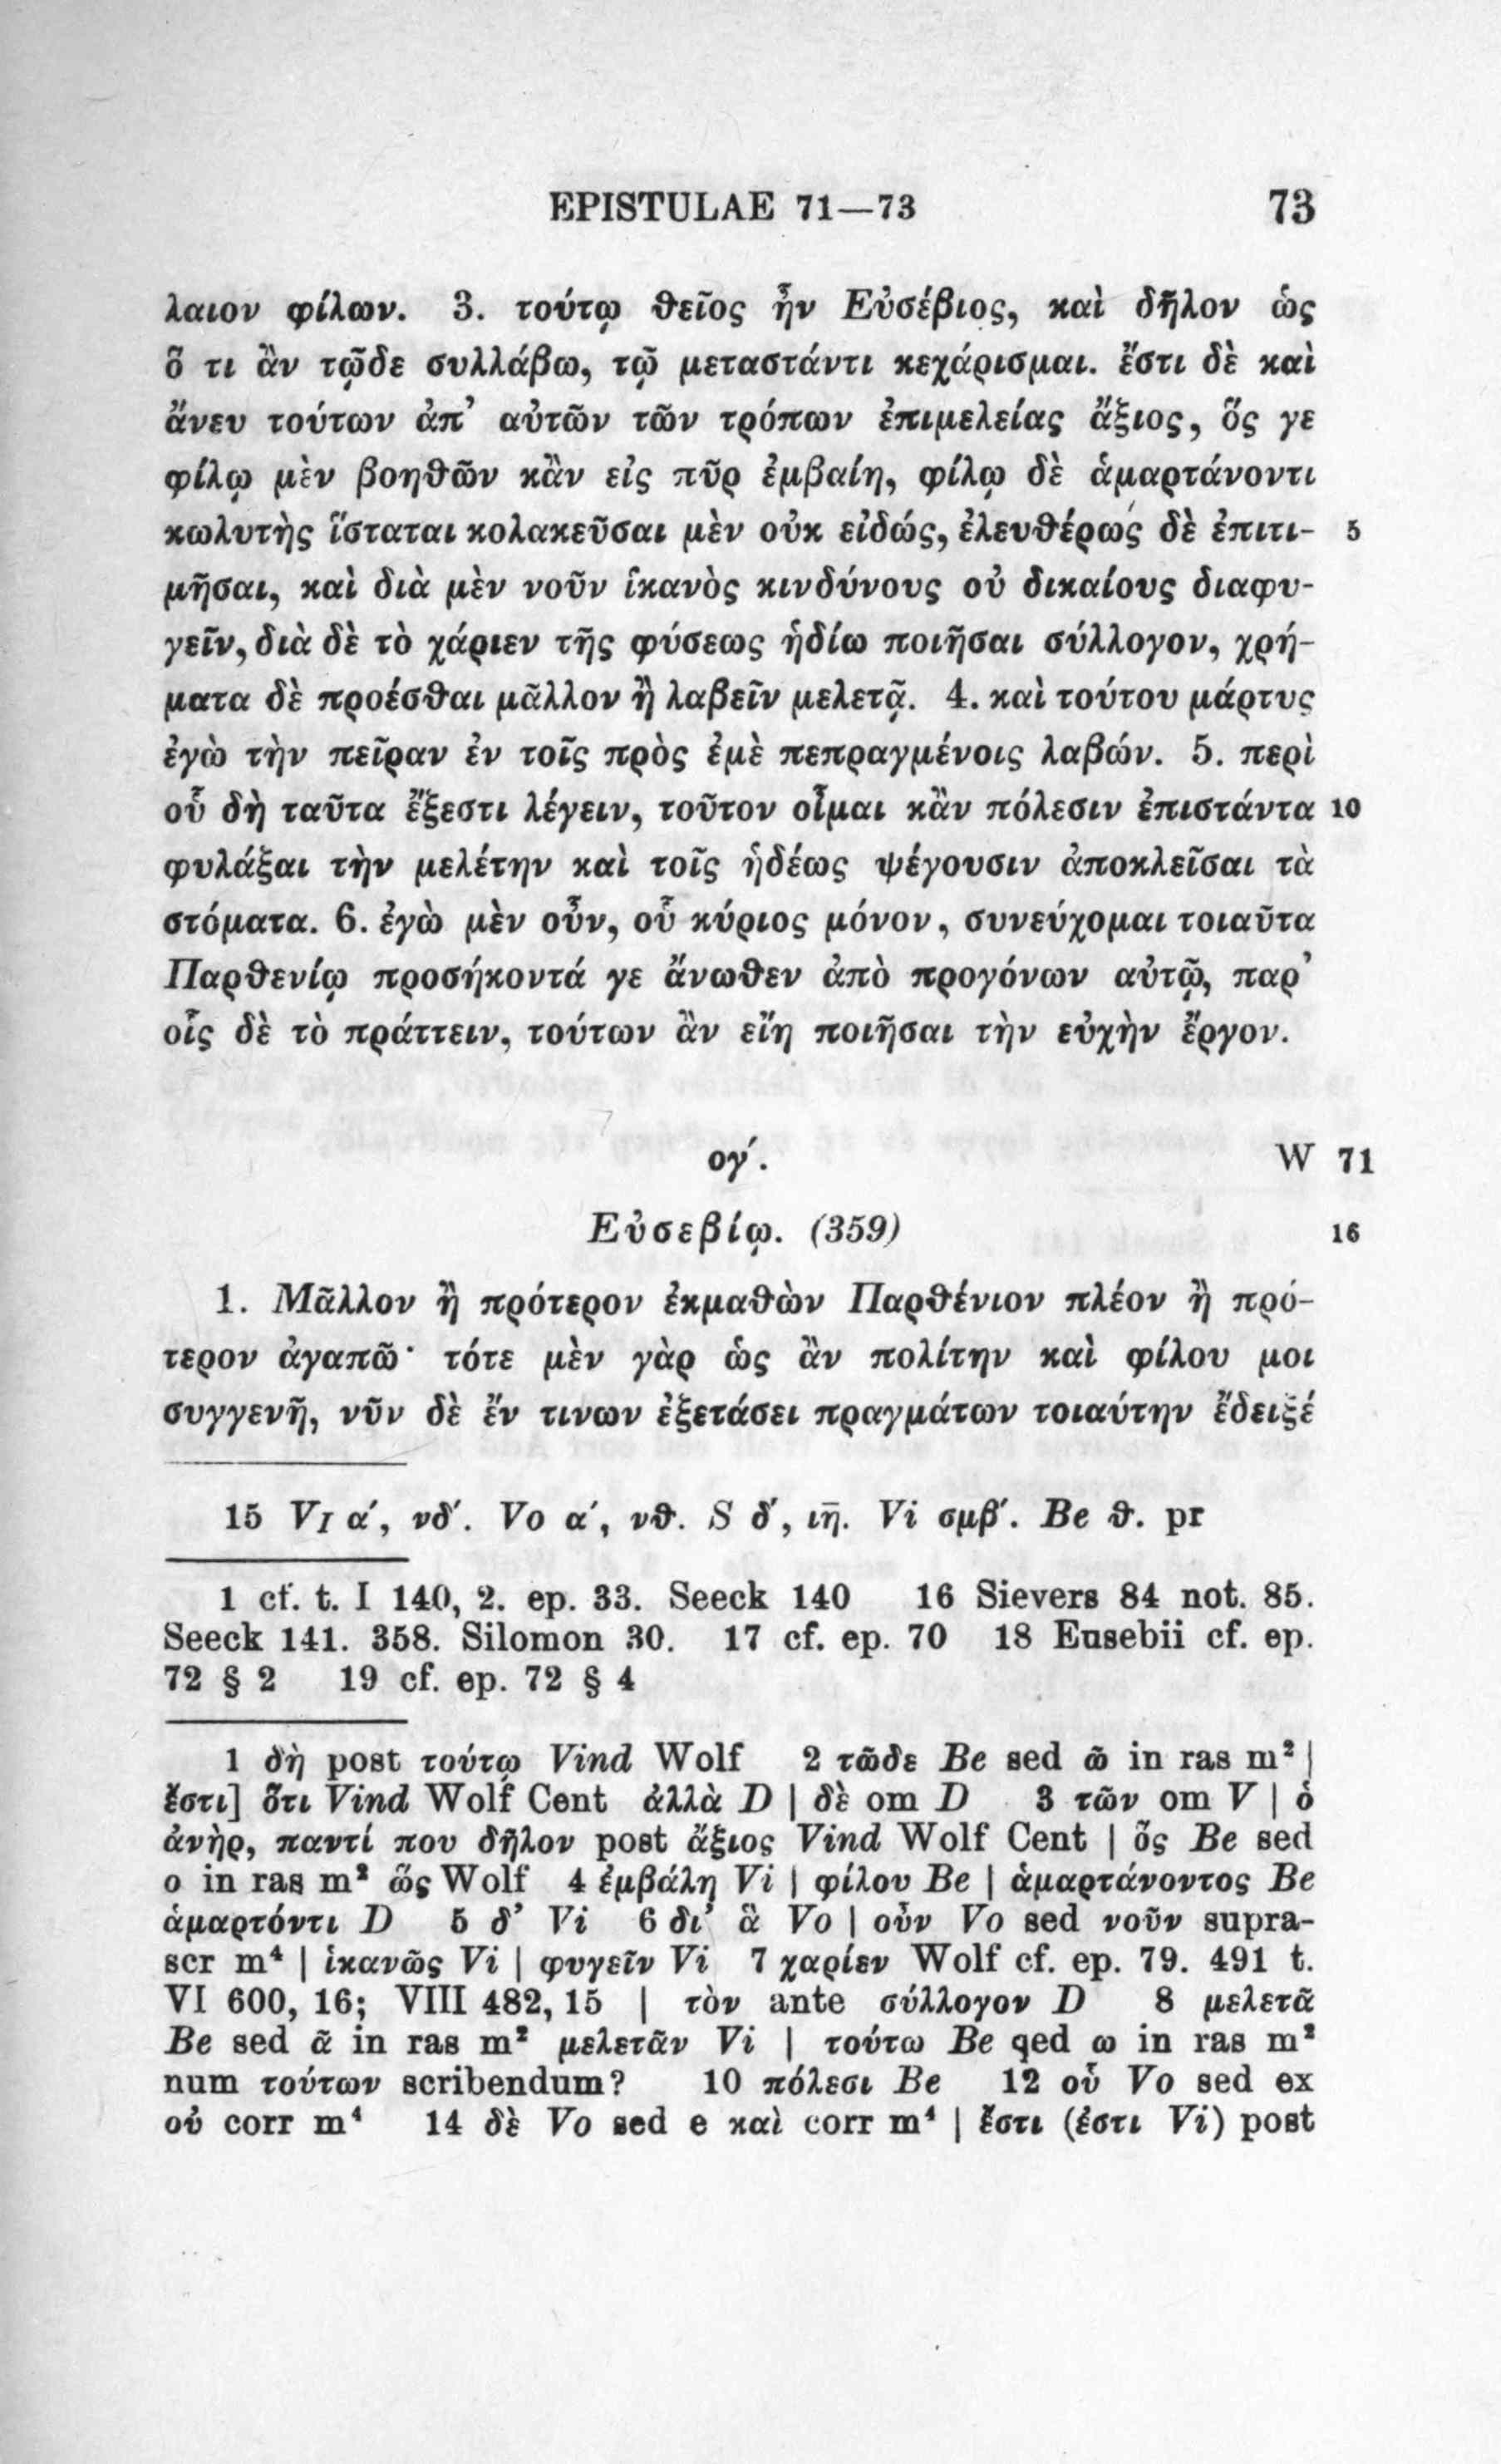 EPISTULAE 71—73 73
λαιον φίλων. 3. τούτῳ θεῖος ἦν Εὐσέβιος, καὶ δῆλον ὡς
ὅ τι ἂν τῷδε συλλάβω, τῷ μεταστάντι κεχάρισμαι. ἔστι δὲ καὶ
ἄνευ τούτων ἀπ’ αὐτῶν τῶν τρόπων ἐπιμελείας ἄξιος, ὅς γε
φίλῳ μὲν βοηθῶν κἂν εἰς πῦρ ἐμβαίη, φίλῳ δὲ ἁμαρτάνοντι
κωλυτὴς ἵσταται κολακεῦσαι μὲν οὐκ εἰδώς, ἐλευθέρως δὲ ἐπιτι- 5
μῆσαι, καὶ διὰ μὲν νοῦν ἱκανὸς κινδύνους οὐ δικαίους διαφυ-
γεῖν, διὰ δὲ τὸ χάριεν τῆς φύσεως ἡδίω ποιῆσαι σύλλογον, χρή-
ματα δὲ προέσθαι μᾶλλον ἢ λαβεῖν μελετᾷ. 4. καὶ τούτου μάρτυς
ἐγὼ τὴν πεῖραν ἐν τοῖς πρὸς ἐμὲ πεπραγμένοις λαβών. 5. περὶ
οὗ δὴ ταῦτα ἔξεστι λέγειν, τοῦτον οἶμαι κἂν πόλεσιν ἐπιστάντα 10
φυλάξαι τὴν μελέτην καὶ τοῖς ἡδέως ψέγουσιν ἀποκλεῖσαι τὰ
στόματα. 6. ἐγὼ μὲν οὖν, οὗ κύριος μόνον, συνεύχομαι τοιαῦτα
Παρθενίῳ προσήκοντά γε ἄνωθεν ἀπὸ προγόνων αὐτῷ, παρ’
οἷς δὲ τὸ πράττειν, τούτων ἂν εἴη ποιῆσαι τὴν εὐχὴν ἔργον.
ογ´. W 71
Εὐσεβίῳ. (359) 16
1. Μᾶλλον ἢ πρότερον ἐκμαθὼν Παρθένιον πλέον ἢ πρό-
τερον ἀγαπῶ· τότε μὲν γὰρ ὡς ἂν πολίτην καὶ φίλου μοι
συγγενῆ, νῦν δὲ ἔν τινων ἐξετάσει πραγμάτων τοιαύτην ἔδειξέ
15 VI α´, νδ´. Vo α´, νθ. S δ´, ιη̅. Vi σμβ´. Be θ. pr
1 cf. t. I 140, 2. ep. 33. Seeck 140 16 Sievers 84 not. 85.
Seeck 141. 358. Silomon 30. 17 cf. ep. 70 18 Eusebii cf. ep.
72 § 2 19 cf. ep. 72 § 4
1 δὴ post τούτῳ Vind Wolf 2 τῶδε Be sed ῶ in ras m² |
ἔστι] ὅτι Vind Wolf Cent ἀλλὰ D | δὲ om D 3 τῶν om V | ὁ
ἀνὴρ, παντί που δῆλον post ἄξιος Vind Wolf Cent | ὅς Be sed
ο in ras m² ὥς Wolf 4 ἐμβάλη Vi | φίλου Be | ἁμαρτάνοντος Be
ἁμαρτόντι D 5 δ’ Vi 6 δι’ ἃ Vo | οὖν Vo sed νοῦν supra-
scr m⁴ | ἱκανῶς Vi | φυγεῖν Vi 7 χαρίεν Wolf cf. ep. 79. 491 t.
VI 600, 16; VIII 482, 15 | τὸν ante σύλλογον D 8 μελετᾶ
Be sed ᾶ in ras m² μελετᾶν Vi | τούτω Be sed ω in ras m²
num τούτων scribendum? 10 πόλεσι Be 12 οὗ Vo sed ex
οὐ corr m⁴ 14 δὲ Vo sed e καὶ corr m⁴ | ἔστι (ἐστι Vi) post